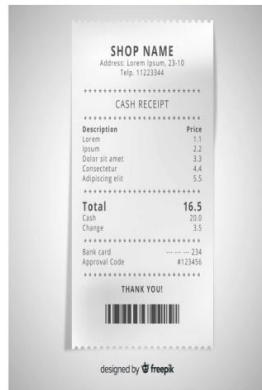 SHOP NAME
Address: Lorem Ipsum, 23-10
Telp. 11223344
CASH RECEIPT
Description Price
Lorem 1.1
Ipsum 2.2
Dolor sit amet 3.3
Consectetur 4.4
Adipiscing elit 5.5
Total 16.5
Cash 20.0
Change 3.5
Bank card --- --- --- 234
Approval Code #123456
THANK YOU!
designed by freepik